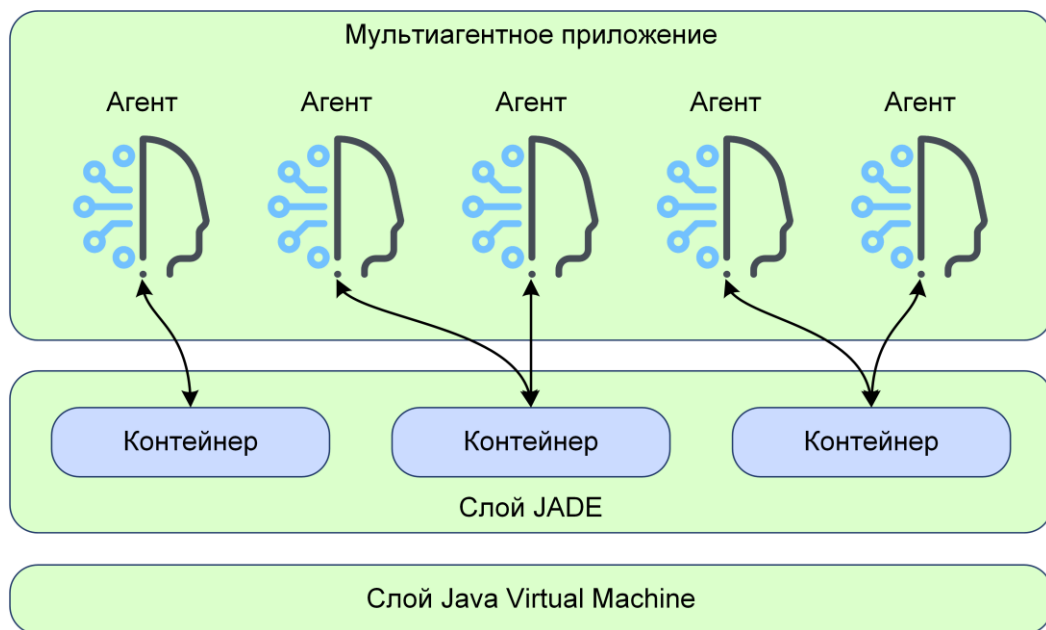 Мультиагентное приложение
Агент Агент Агент Агент Агент
Контейнер Контейнер Контейнер
Слой JADE
Слой Java Virtual Machine